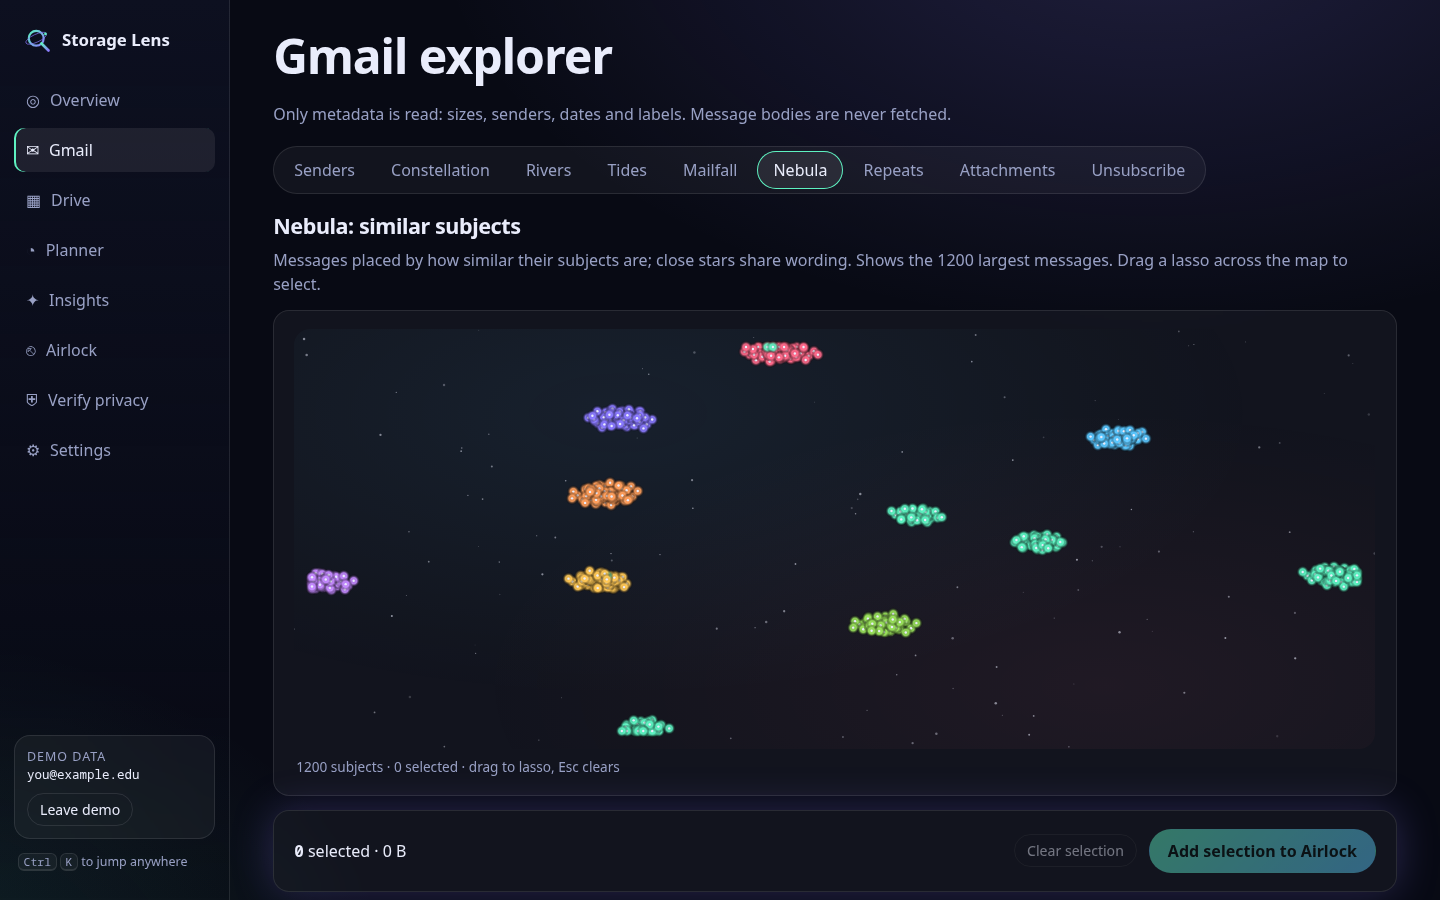 Storage Lens
Overview
Gmail
Drive
Planner
Insights
Airlock
Verify privacy
Settings
DEMO DATA
you@example.edu
Leave demo
Ctrl K to jump anywhere
Gmail explorer
Only metadata is read: sizes, senders, dates and labels. Message bodies are never fetched.
Senders Constellation Rivers Tides Mailfall Nebula Repeats Attachments Unsubscribe
Nebula: similar subjects
Messages placed by how similar their subjects are; close stars share wording. Shows the 1200 largest messages. Drag a lasso across the map to
select.
1200 subjects · 0 selected · drag to lasso, Esc clears
0 selected · 0 B
Clear selection
Add selection to Airlock